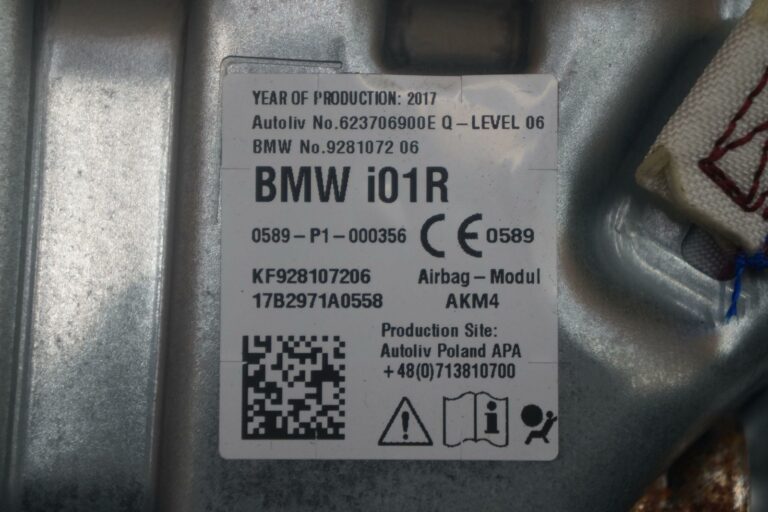 YEAR OF PRODUCTION: 2017
Autoliv No.623706900E Q-LEVEL 06
BMW No.9281072 06
BMW i01R
0589-P1-000356 CE 0589
KF928107206 Airbag-Modul
17B2971A0558 AKM4
Production Site:
Autoliv Poland APA
+48(0)713810700